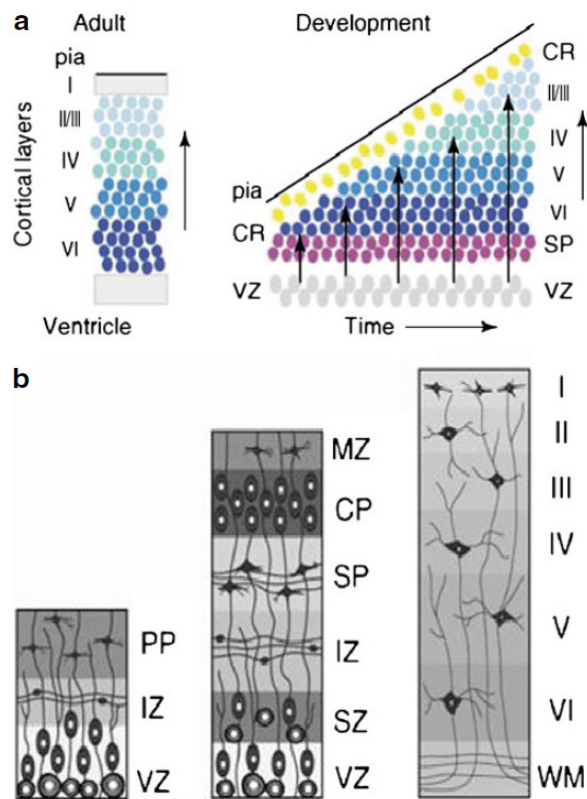 a
Adult
Development
pia
I
II/III
IV
V
VI
Cortical layers
Ventricle
CR
II/III
IV
V
VI
SP
VZ
pia
CR
VZ
Time
b
PP
IZ
VZ
MZ
CP
SP
IZ
SZ
VZ
I
II
III
IV
V
VI
WM